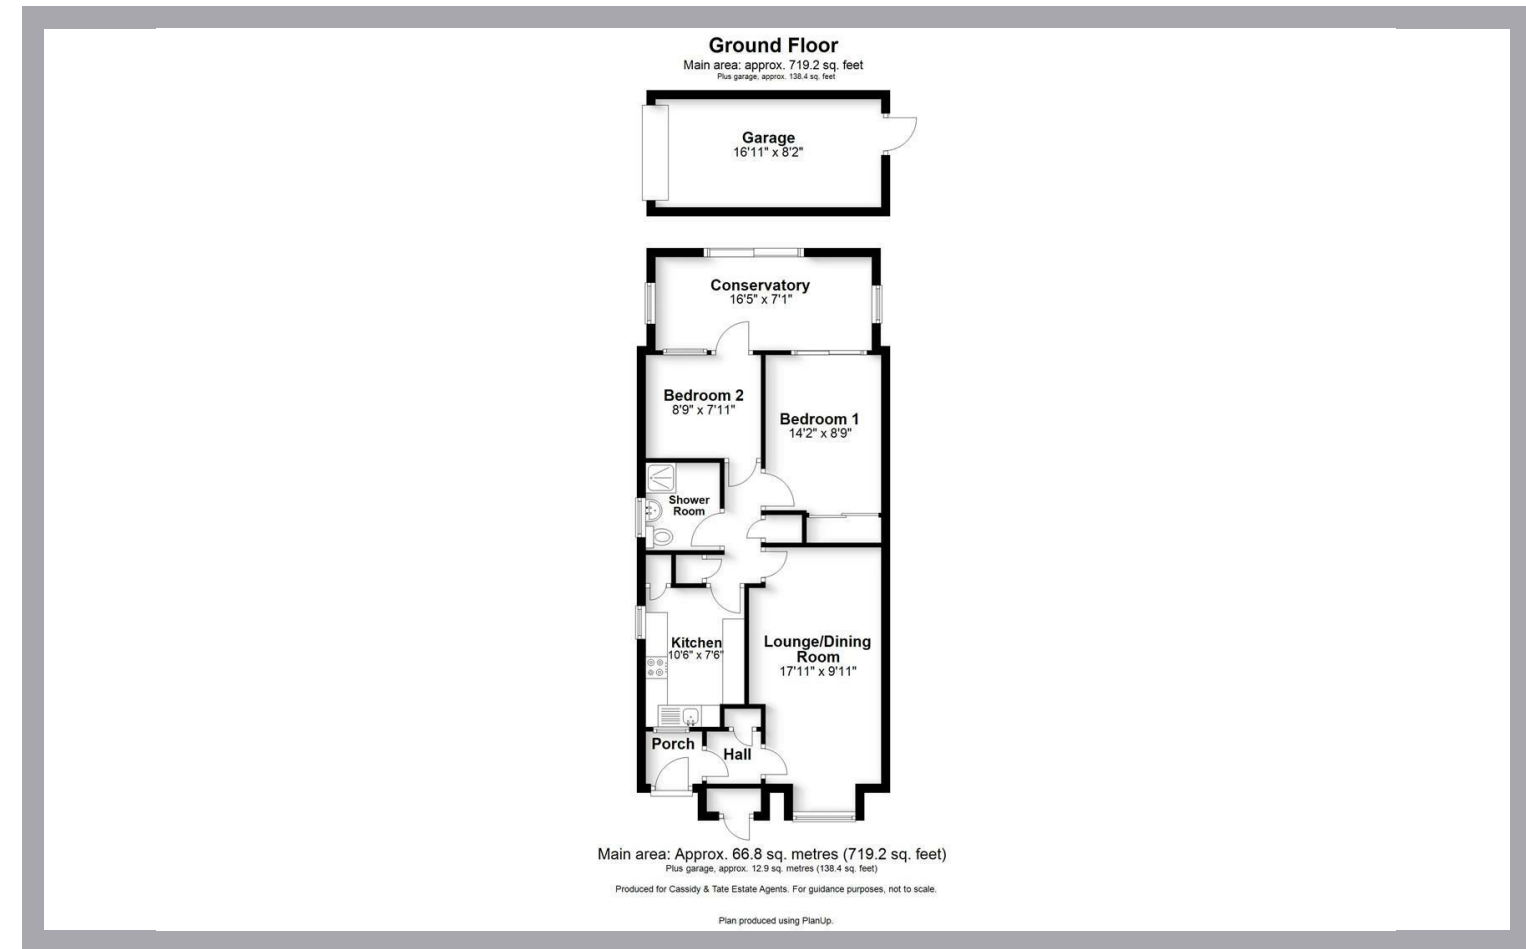 Ground Floor
Main area: approx. 719.2 sq. feet
Plus garage, approx. 138.4 sq. feet
Garage
16'11" x 8'2"
Conservatory
16'5" x 7'1"
Bedroom 2
8'9" x 7'11"
Bedroom 1
14'2" x 8'9"
Shower
Room
Kitchen
10'6" x 7'6"
Lounge/Dining
Room
17'11" x 9'11"
Porch
Hall
Main area: Approx. 66.8 sq. metres (719.2 sq. feet)
Plus garage, approx. 12.9 sq. metres (138.4 sq. feet)
Produced for Cassidy & Tate Estate Agents. For guidance purposes, not to scale.
Plan produced using PlanUp.